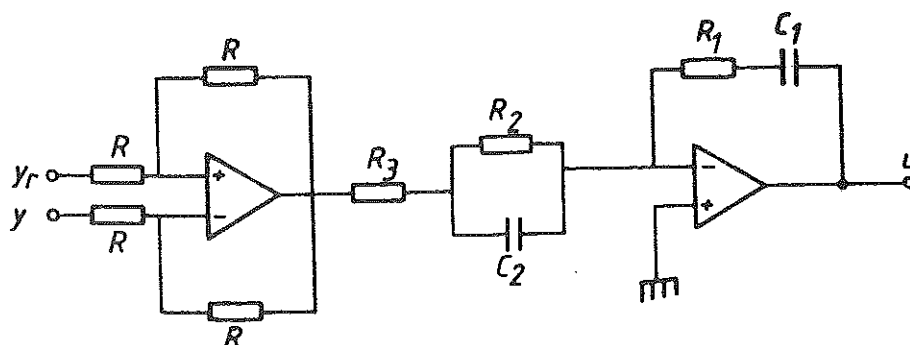 R
R₁
C₁
R₂
R
R₃
u
yᵣ
+
−
−
y
+
R
C₂
R